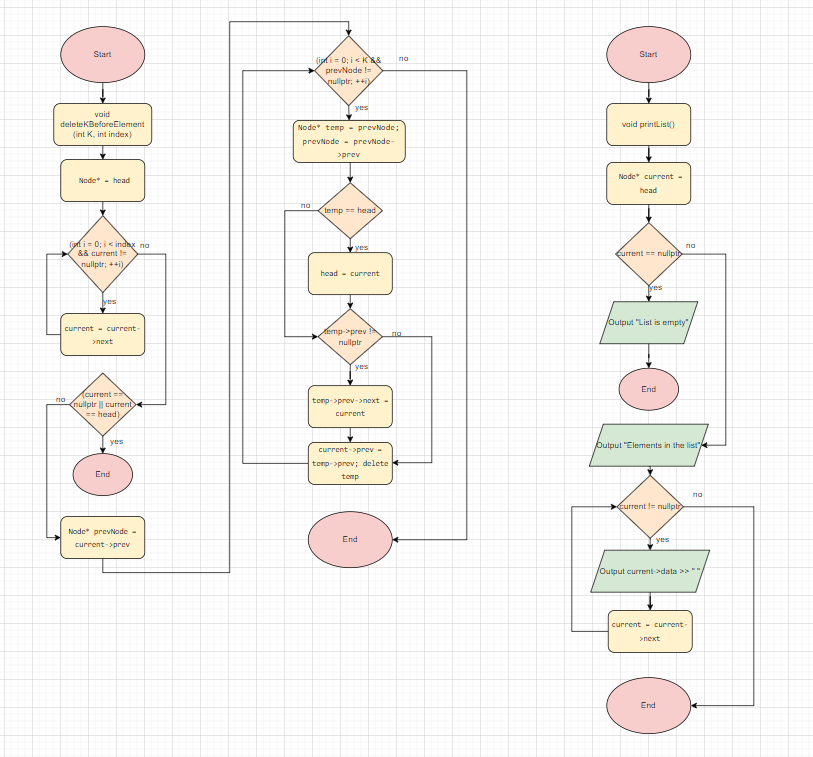 Start
void
deleteKBeforeElement
(int K, int index)
Node* = head
(int i = 0; i < index
&& current !=
nullptr; ++i)
no
yes
current = current-
>next
(current ==
nullptr || current
== head)
no
yes
End
Node* prevNode =
current->prev
(int i = 0; i < K &&
prevNode !=
nullptr; ++i)
no
yes
Node* temp = prevNode;
prevNode = prevNode-
>prev
temp == head
no
yes
head = current
temp->prev !=
nullptr
no
yes
temp->prev->next =
current
current->prev =
temp->prev; delete
temp
End
Start
void printList()
Node* current =
head
current == nullptr
no
yes
Output "List is empty"
End
Output "Elements in the list"
current != nullptr
no
yes
Output current->data >> " "
current = current-
>next
End